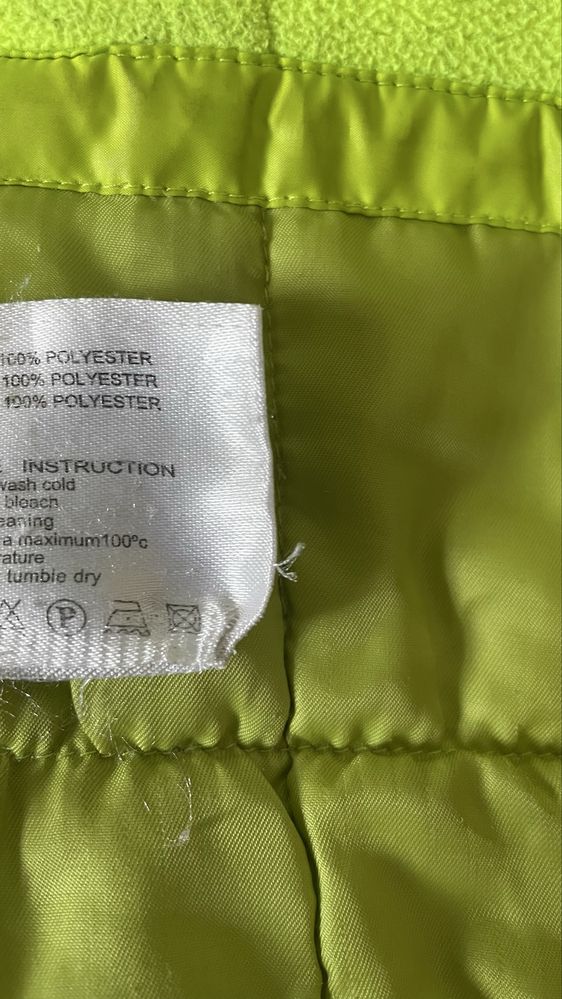 100% POLYESTER
100% POLYESTER
100% POLYESTER
INSTRUCTION
wash cold
bleach
eaning
a maximum100°c
rature
tumble dry
P